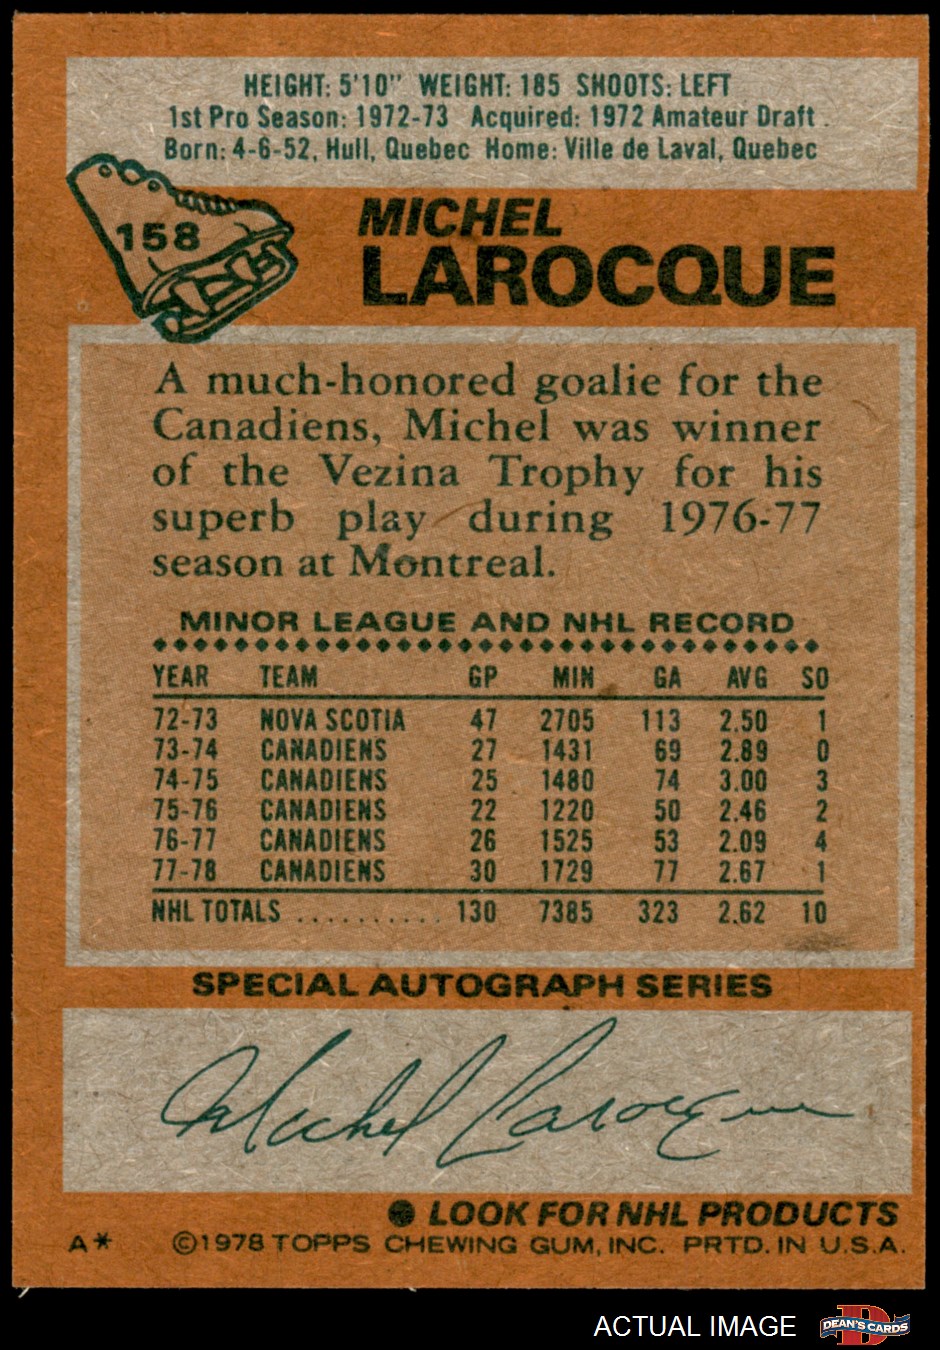 HEIGHT: 5'10" WEIGHT: 185 SHOOTS: LEFT
1st Pro Season: 1972-73 Acquired: 1972 Amateur Draft
Born: 4-6-52, Hull, Quebec Home: Ville de Laval, Quebec
158
MICHEL
LAROCQUE
A much-honored goalie for the
Canadiens, Michel was winner
of the Vezina Trophy for his
superb play during 1976-77
season at Montreal.
MINOR LEAGUE AND NHL RECORD
YEAR TEAM GP MIN GA AVG SO
72-73 NOVA SCOTIA 47 2705 113 2.50 1
73-74 CANADIENS 27 1431 69 2.89 0
74-75 CANADIENS 25 1480 74 3.00 3
75-76 CANADIENS 22 1220 50 2.46 2
76-77 CANADIENS 26 1525 53 2.09 4
77-78 CANADIENS 30 1729 77 2.67 1
NHL TOTALS .......... 130 7385 323 2.62 10
SPECIAL AUTOGRAPH SERIES
Michel Larocque
● LOOK FOR NHL PRODUCTS
A* ©1978 TOPPS CHEWING GUM, INC. PRTD. IN U.S.A.
ACTUAL IMAGE
DEAN'S CARDS